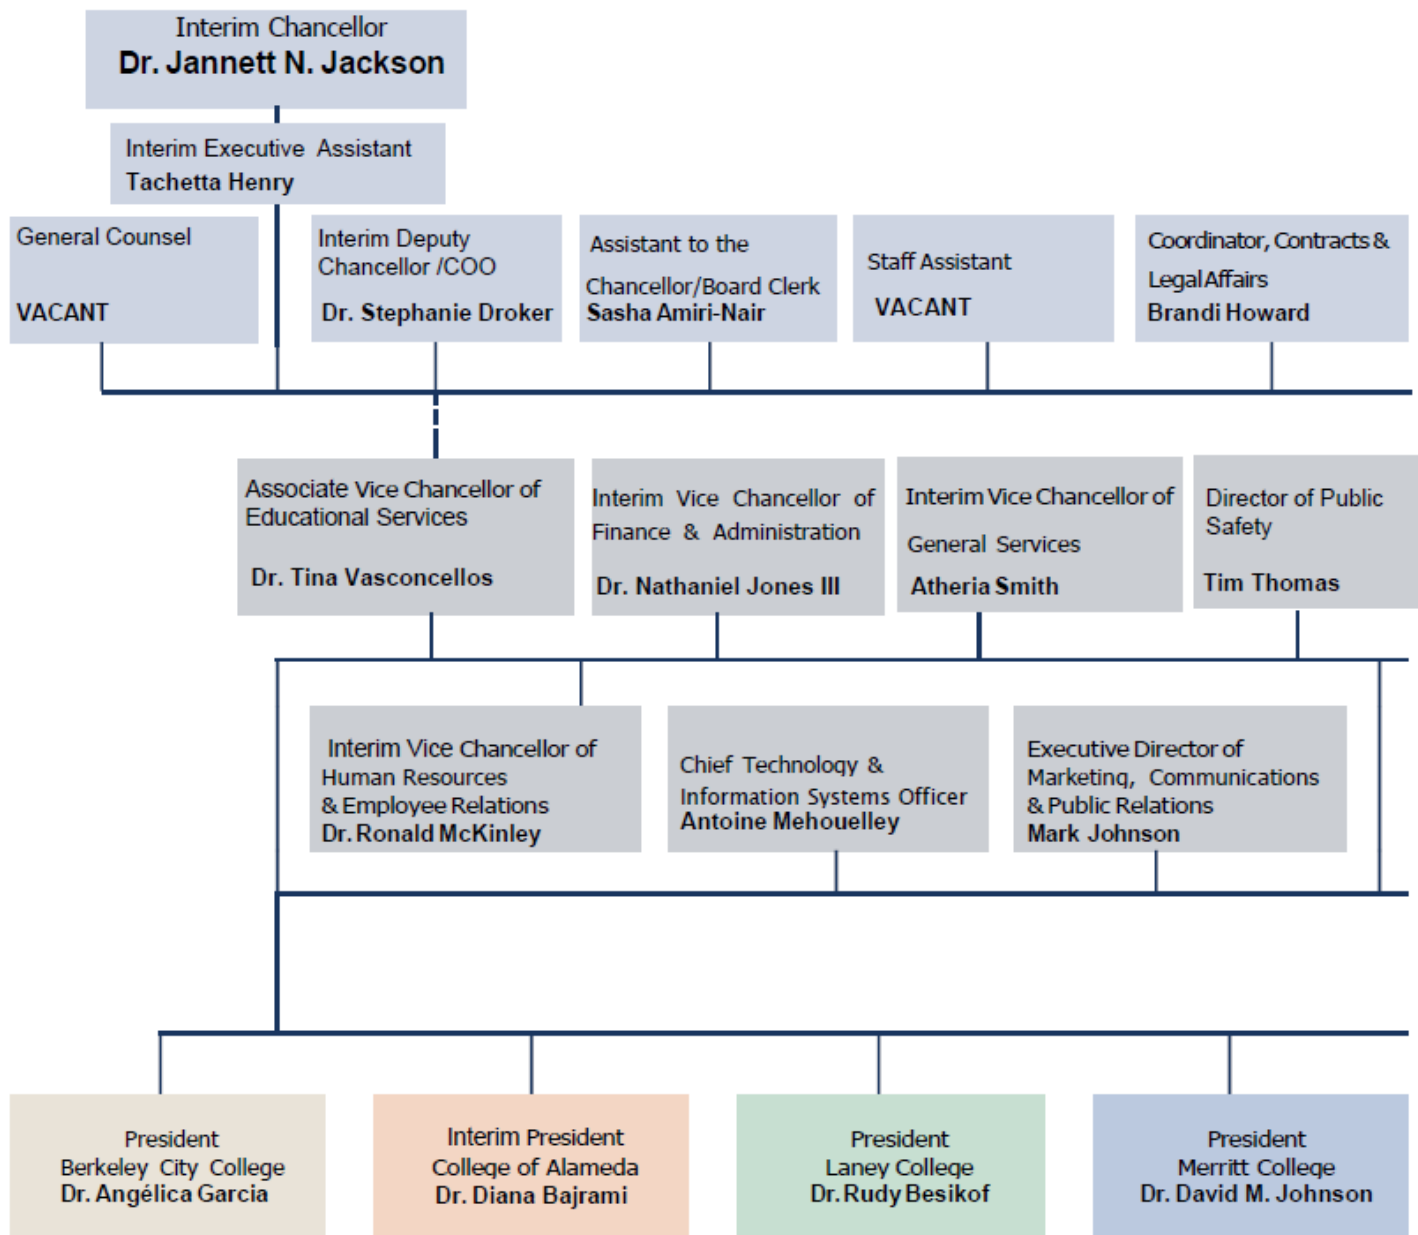 Interim Chancellor
Dr. Jannett N. Jackson
Interim Executive Assistant
Tachetta Henry
General Counsel
VACANT
Interim Deputy
Chancellor /COO
Dr. Stephanie Droker
Assistant to the
Chancellor/Board Clerk
Sasha Amiri-Nair
Staff Assistant
VACANT
Coordinator, Contracts &
Legal Affairs
Brandi Howard
Associate Vice Chancellor of
Educational Services
Dr. Tina Vasconcellos
Interim Vice Chancellor of
Finance & Administration
Dr. Nathaniel Jones III
Interim Vice Chancellor of
General Services
Atheria Smith
Director of Public
Safety
Tim Thomas
Interim Vice Chancellor of
Human Resources
& Employee Relations
Dr. Ronald McKinley
Chief Technology &
Information Systems Officer
Antoine Mehouelley
Executive Director of
Marketing, Communications
& Public Relations
Mark Johnson
President
Berkeley City College
Dr. Angélica Garcia
Interim President
College of Alameda
Dr. Diana Bajrami
President
Laney College
Dr. Rudy Besikof
President
Merritt College
Dr. David M. Johnson